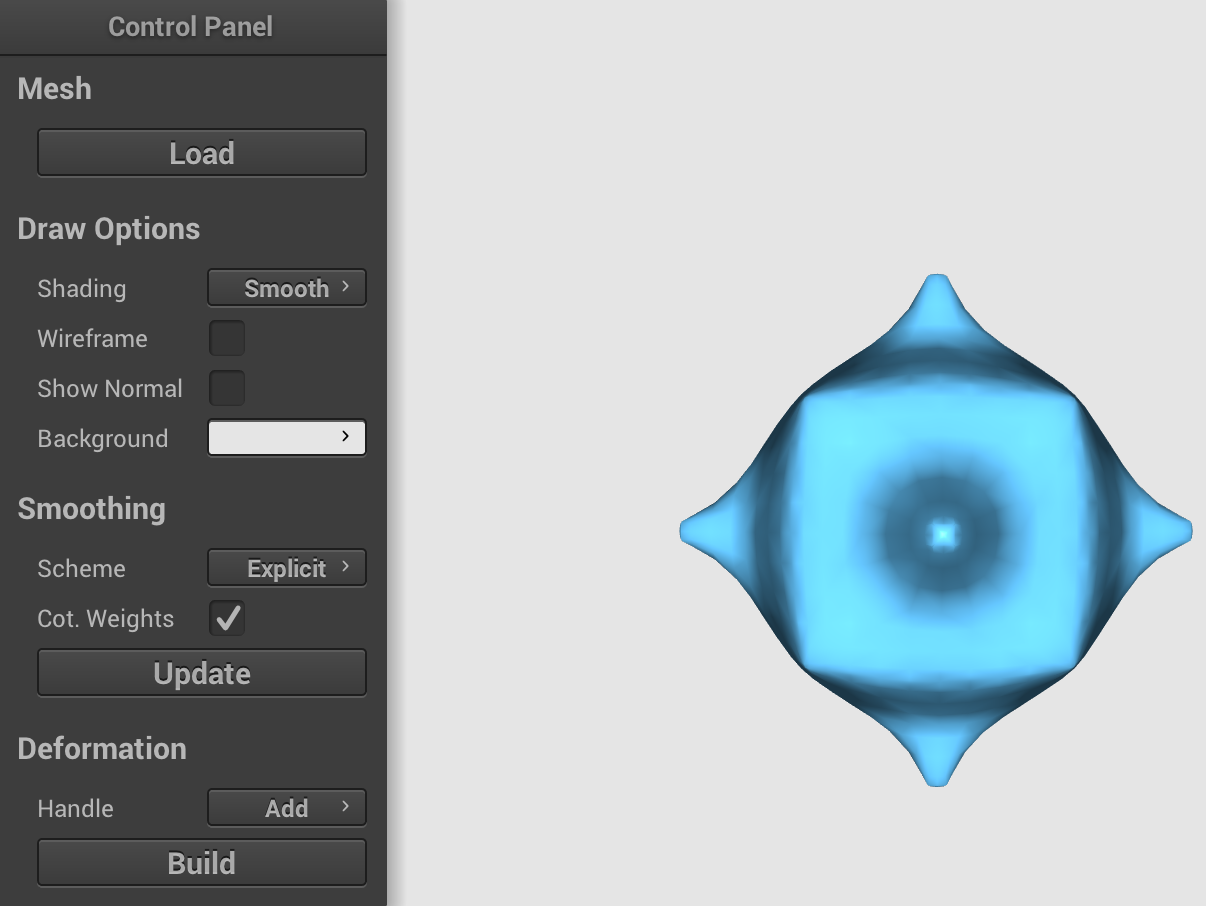 Control Panel
Mesh
Load
Draw Options
Shading Smooth
Wireframe
Show Normal
Background
Smoothing
Scheme Explicit
Cot. Weights
Update
Deformation
Handle Add
Build